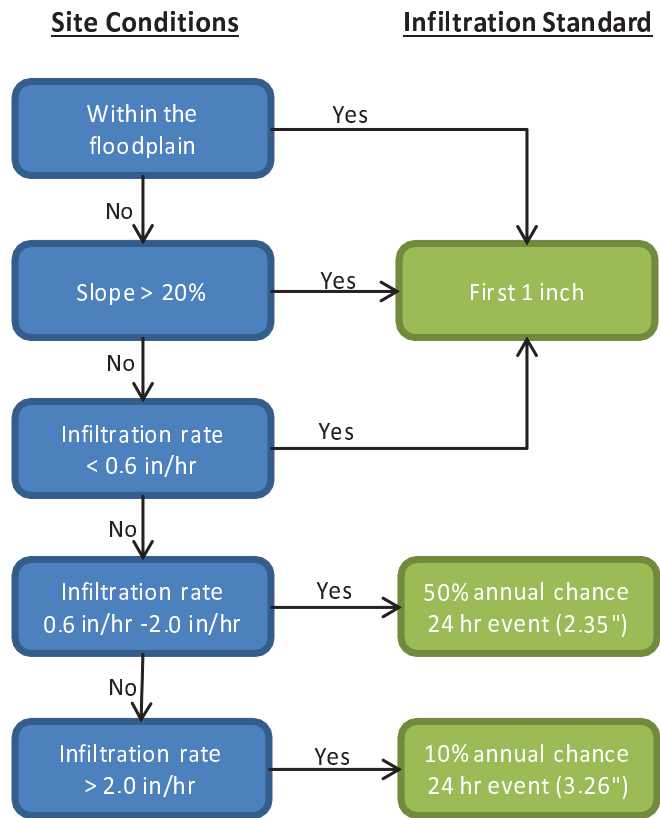 Site Conditions
Infiltration Standard
Within the
floodplain
Yes
No
Slope > 20%
Yes
First 1 inch
No
Infiltration rate
< 0.6 in/hr
Yes
No
Infiltration rate
0.6 in/hr -2.0 in/hr
Yes
50% annual chance
24 hr event (2.35")
No
Infiltration rate
> 2.0 in/hr
Yes
10% annual chance
24 hr event (3.26")